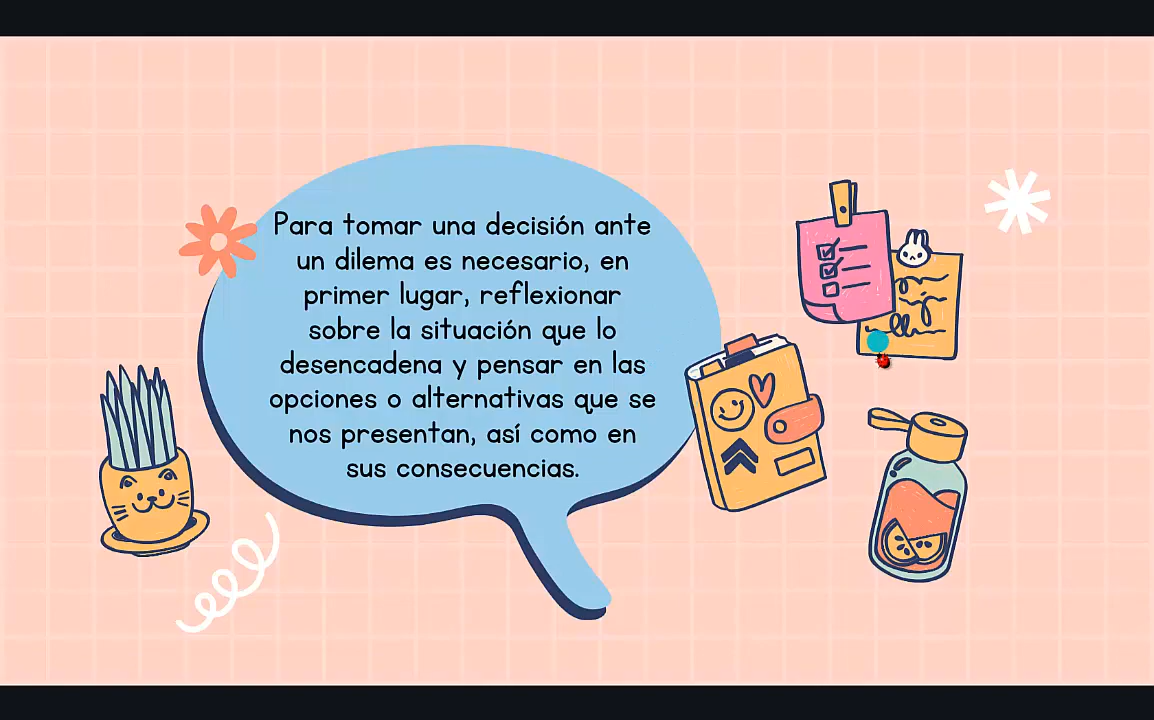 Para tomar una decisión ante
un dilema es necesario, en
primer lugar, reflexionar
sobre la situación que lo
desencadena y pensar en las
opciones o alternativas que se
nos presentan, así como en
sus consecuencias.